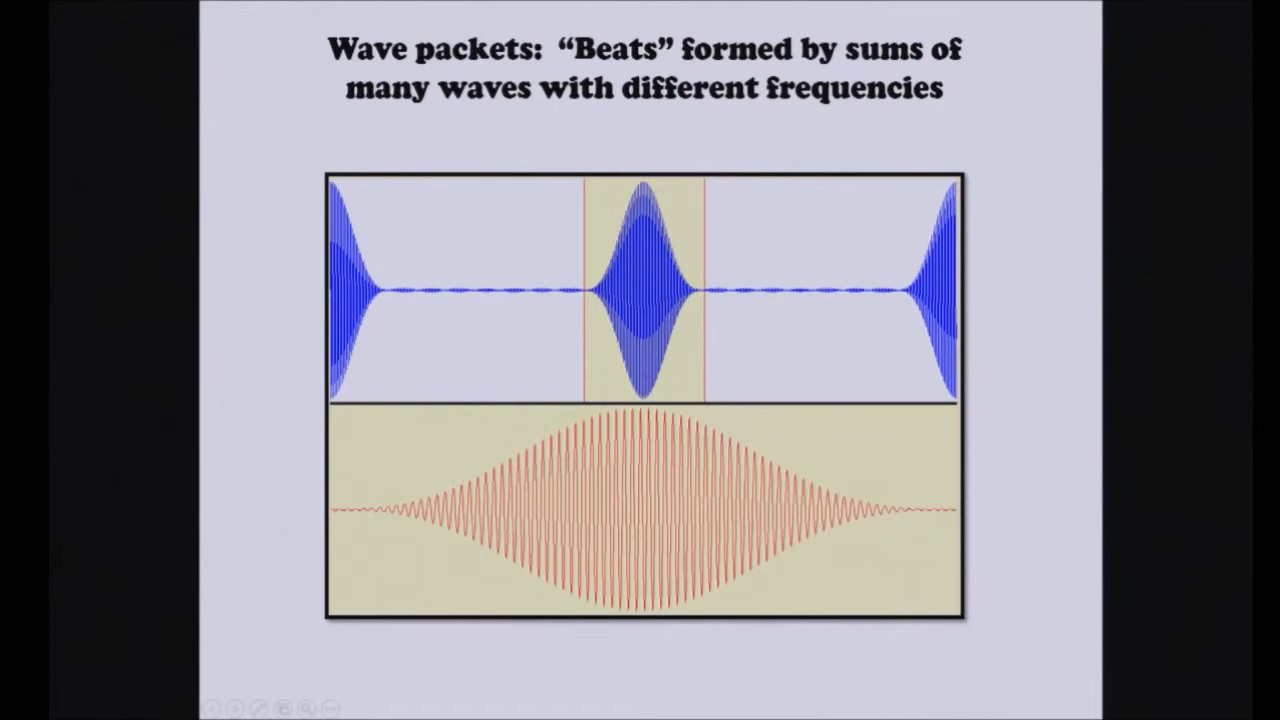 Wave packets: “Beats” formed by sums of
many waves with different frequencies